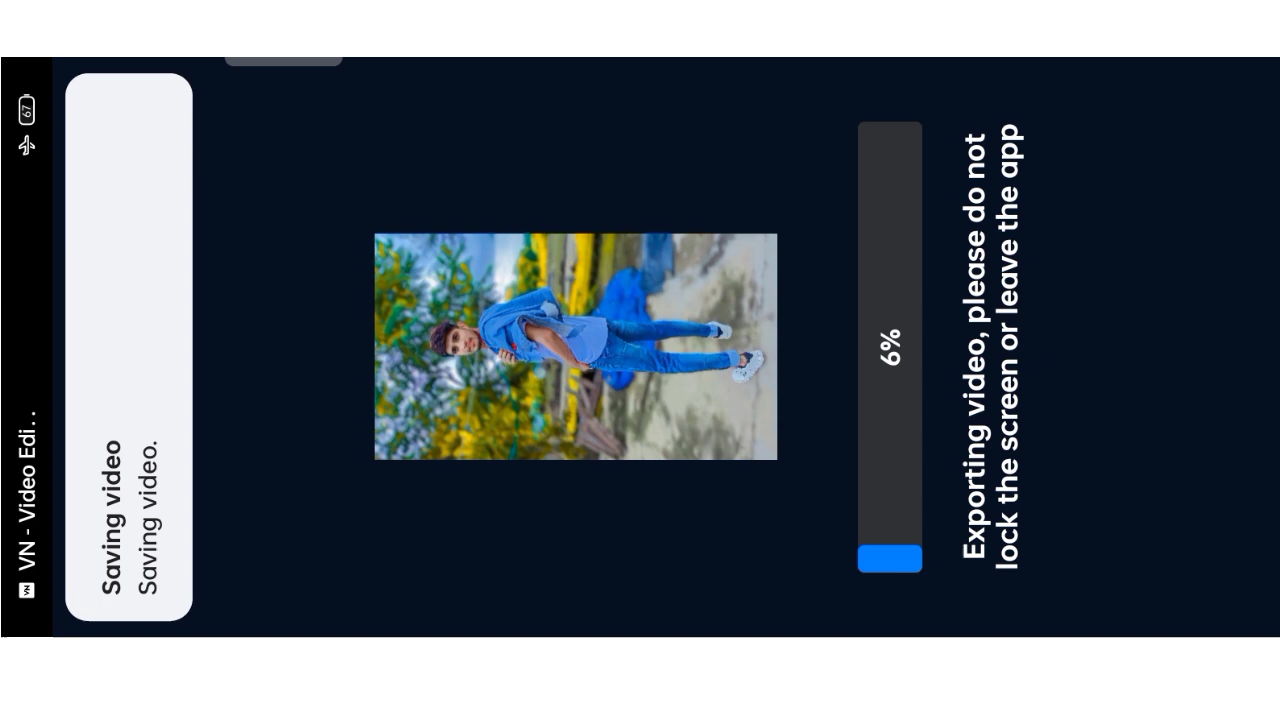 VN - Video Edi..
67
Saving video
Saving video.
6%
Exporting video, please do not
lock the screen or leave the app